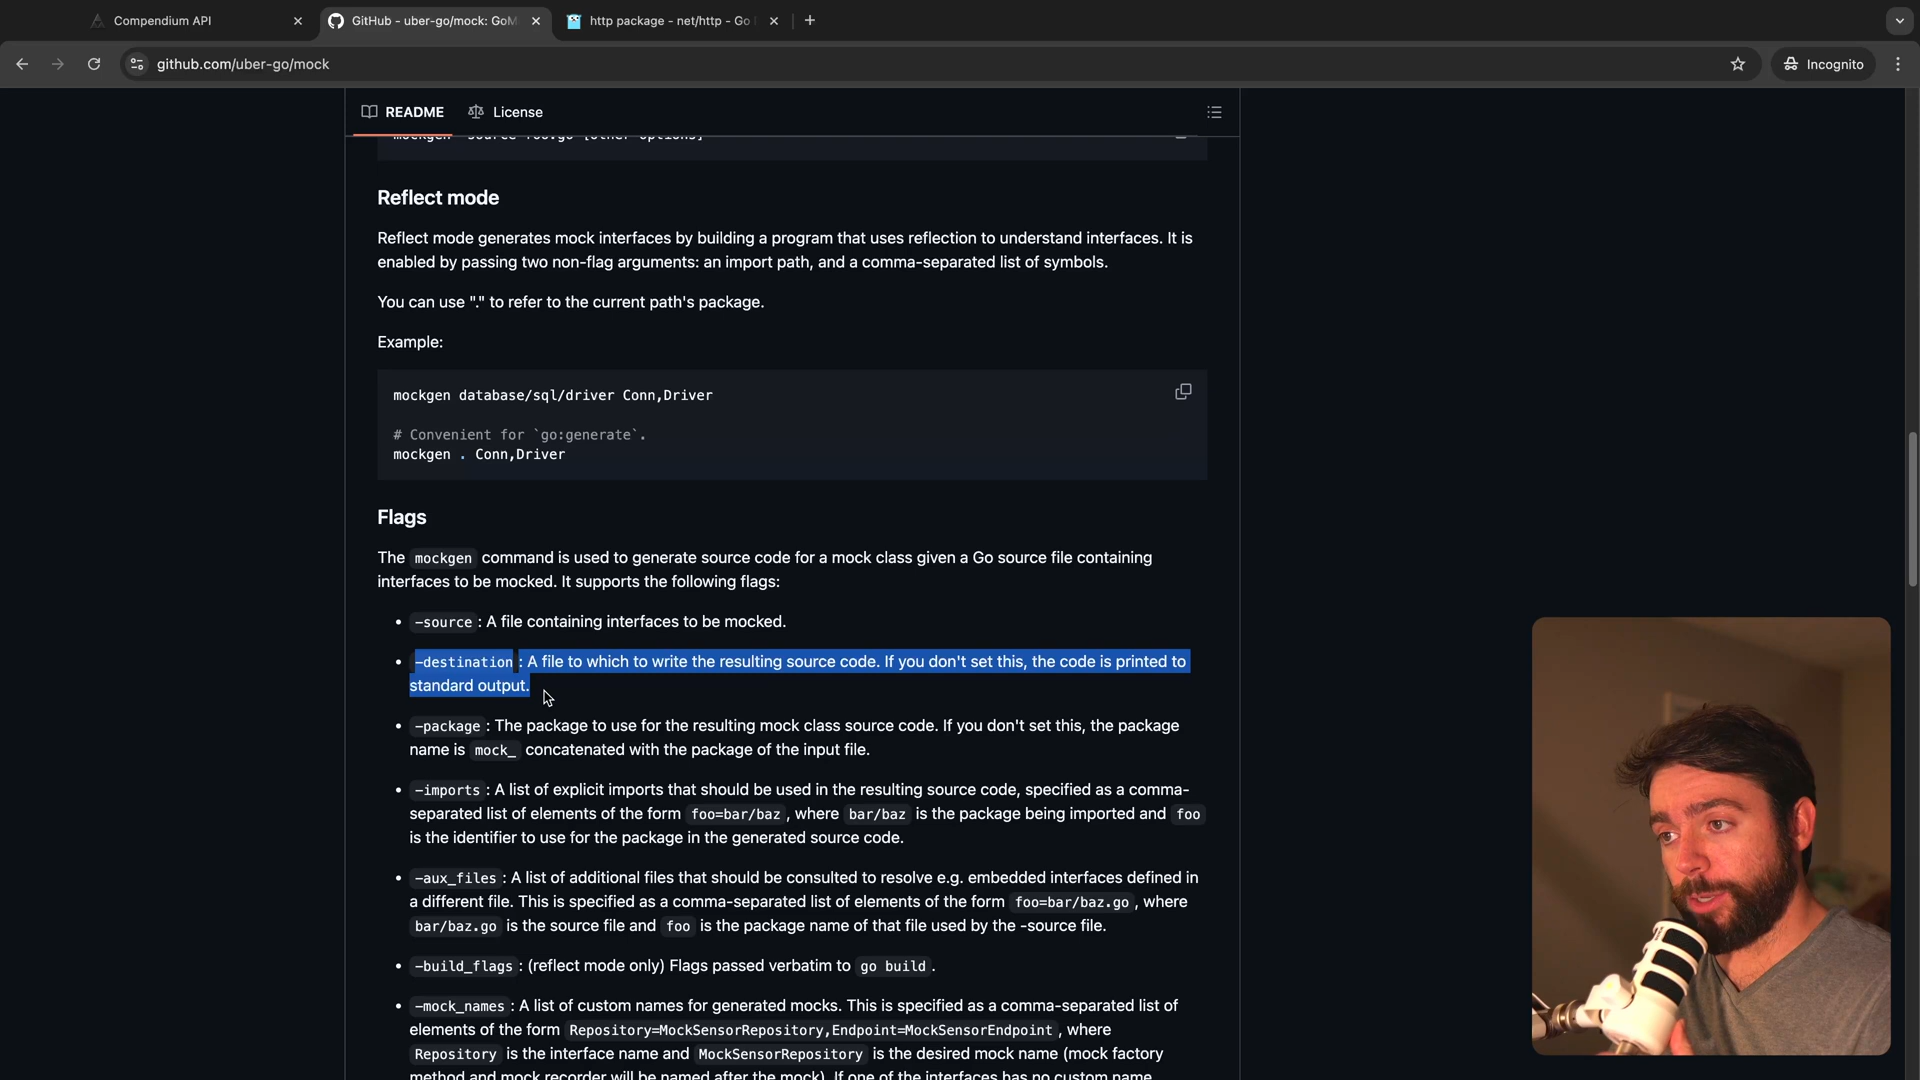 Compendium API
GitHub - uber-go/mock: GoM
http package - net/http - Go
github.com/uber-go/mock
Incognito
README
License
mockgen -source=foo.go [other options]
Reflect mode
Reflect mode generates mock interfaces by building a program that uses reflection to understand interfaces. It is
enabled by passing two non-flag arguments: an import path, and a comma-separated list of symbols.
You can use "." to refer to the current path's package.
Example:
mockgen database/sql/driver Conn,Driver
# Convenient for `go:generate`.
mockgen . Conn,Driver
Flags
The mockgen command is used to generate source code for a mock class given a Go source file containing
interfaces to be mocked. It supports the following flags:
• -source : A file containing interfaces to be mocked.
• -destination : A file to which to write the resulting source code. If you don't set this, the code is printed to
standard output.
• -package : The package to use for the resulting mock class source code. If you don't set this, the package
name is mock_ concatenated with the package of the input file.
• -imports : A list of explicit imports that should be used in the resulting source code, specified as a comma-
separated list of elements of the form foo=bar/baz , where bar/baz is the package being imported and foo
is the identifier to use for the package in the generated source code.
• -aux_files : A list of additional files that should be consulted to resolve e.g. embedded interfaces defined in
a different file. This is specified as a comma-separated list of elements of the form foo=bar/baz.go , where
bar/baz.go is the source file and foo is the package name of that file used by the -source file.
• -build_flags : (reflect mode only) Flags passed verbatim to go build .
• -mock_names : A list of custom names for generated mocks. This is specified as a comma-separated list of
elements of the form Repository=MockSensorRepository,Endpoint=MockSensorEndpoint , where
Repository is the interface name and MockSensorRepository is the desired mock name (mock factory
method and mock recorder will be named after the mock). If one of the interfaces has no custom name